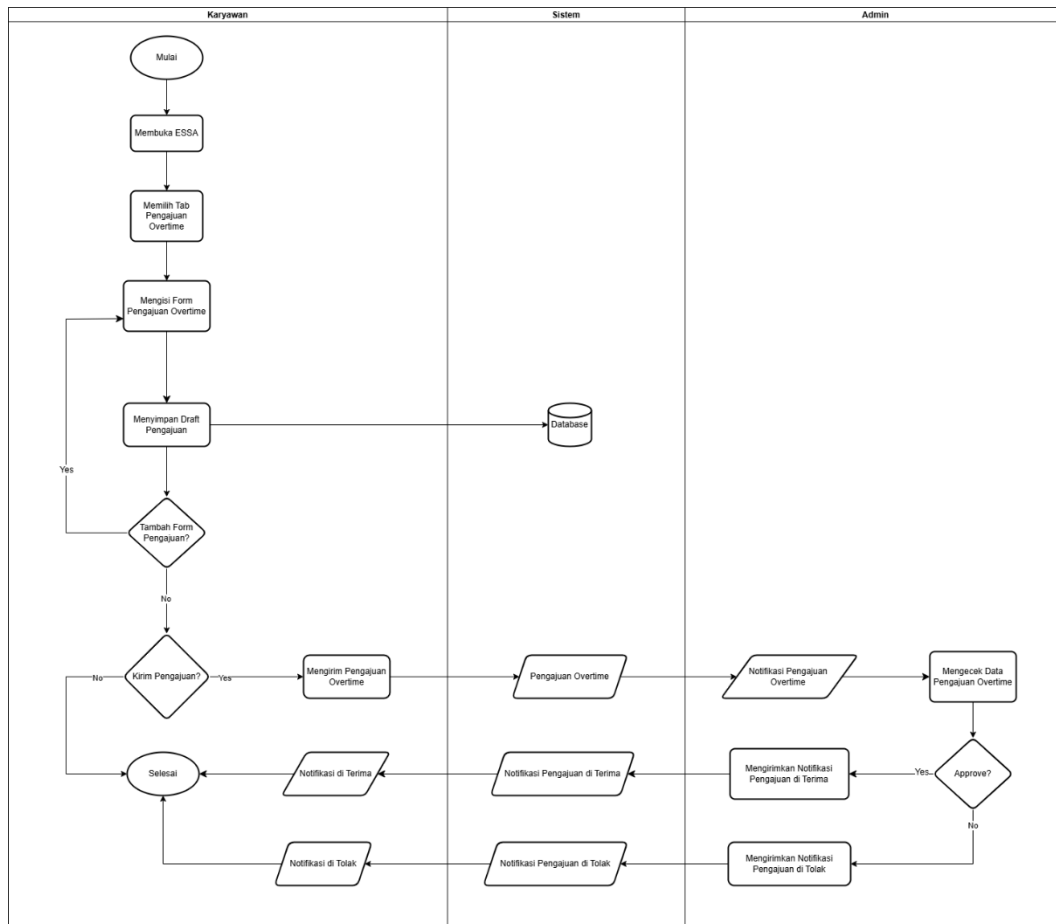 Karyawan
Sistem
Admin
Mulai
Membuka ESSA
Memilih Tab
Pengajuan
Overtime
Mengisi Form
Pengajuan Overtime
Menyimpan Draft
Pengajuan
Database
Yes
Tambah Form
Pengajuan?
No
Kirim Pengajuan?
No
Yes
Mengirim Pengajuan
Overtime
Pengajuan Overtime
Notifikasi Pengajuan
Overtime
Mengecek Data
Pengajuan Overtime
Selesai
Notifikasi di Terima
Notifikasi Pengajuan di Terima
Mengirimkan Notifikasi
Pengajuan di Terima
Yes
Approve?
No
Notifikasi di Tolak
Notifikasi Pengajuan di Tolak
Mengirimkan Notifikasi
Pengajuan di Tolak